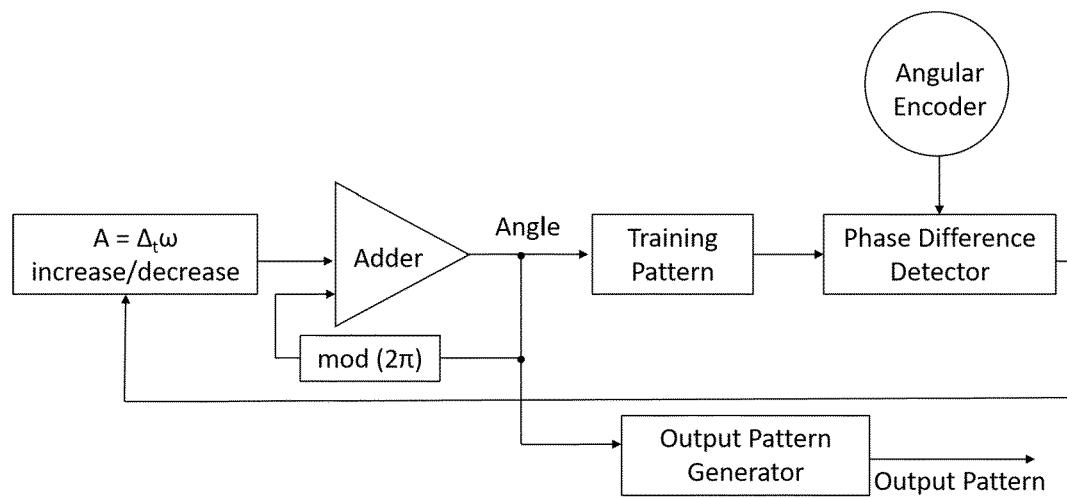 Angular
Encoder
A = Δtω
increase/decrease
Adder
Angle
Training
Pattern
Phase Difference
Detector
mod (2π)
Output Pattern
Generator
Output Pattern